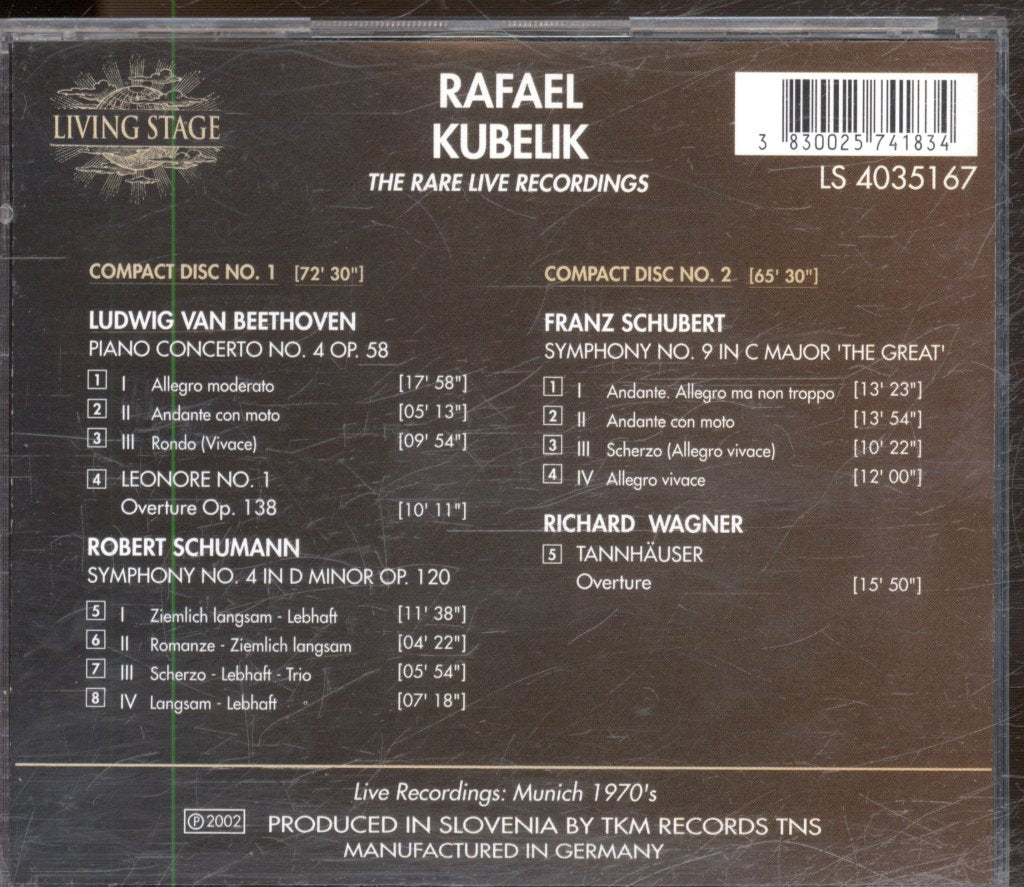 LIVING STAGE
RAFAEL
KUBELIK
THE RARE LIVE RECORDINGS
3 830025 741834
LS 4035167
COMPACT DISC NO. 1 [72' 30"]
LUDWIG VAN BEETHOVEN
PIANO CONCERTO NO. 4 OP. 58
1 I Allegro moderato [17' 58"]
2 II Andante con moto [05' 13"]
3 III Rondo (Vivace) [09' 54"]
4 LEONORE NO. 1
Overture Op. 138 [10' 11"]
ROBERT SCHUMANN
SYMPHONY NO. 4 IN D MINOR OP. 120
5 I Ziemlich langsam - Lebhaft [11' 38"]
6 II Romanze - Ziemlich langsam [04' 22"]
7 III Scherzo - Lebhaft - Trio [05' 54"]
8 IV Langsam - Lebhaft [07' 18"]
COMPACT DISC NO. 2 [65' 30"]
FRANZ SCHUBERT
SYMPHONY NO. 9 IN C MAJOR 'THE GREAT'
1 I Andante. Allegro ma non troppo [13' 23"]
2 II Andante con moto [13' 54"]
3 III Scherzo (Allegro vivace) [10' 22"]
4 IV Allegro vivace [12' 00"]
RICHARD WAGNER
5 TANNHÄUSER
Overture [15' 50"]
Live Recordings: Munich 1970's
℗2002 PRODUCED IN SLOVENIA BY TKM RECORDS TNS
MANUFACTURED IN GERMANY